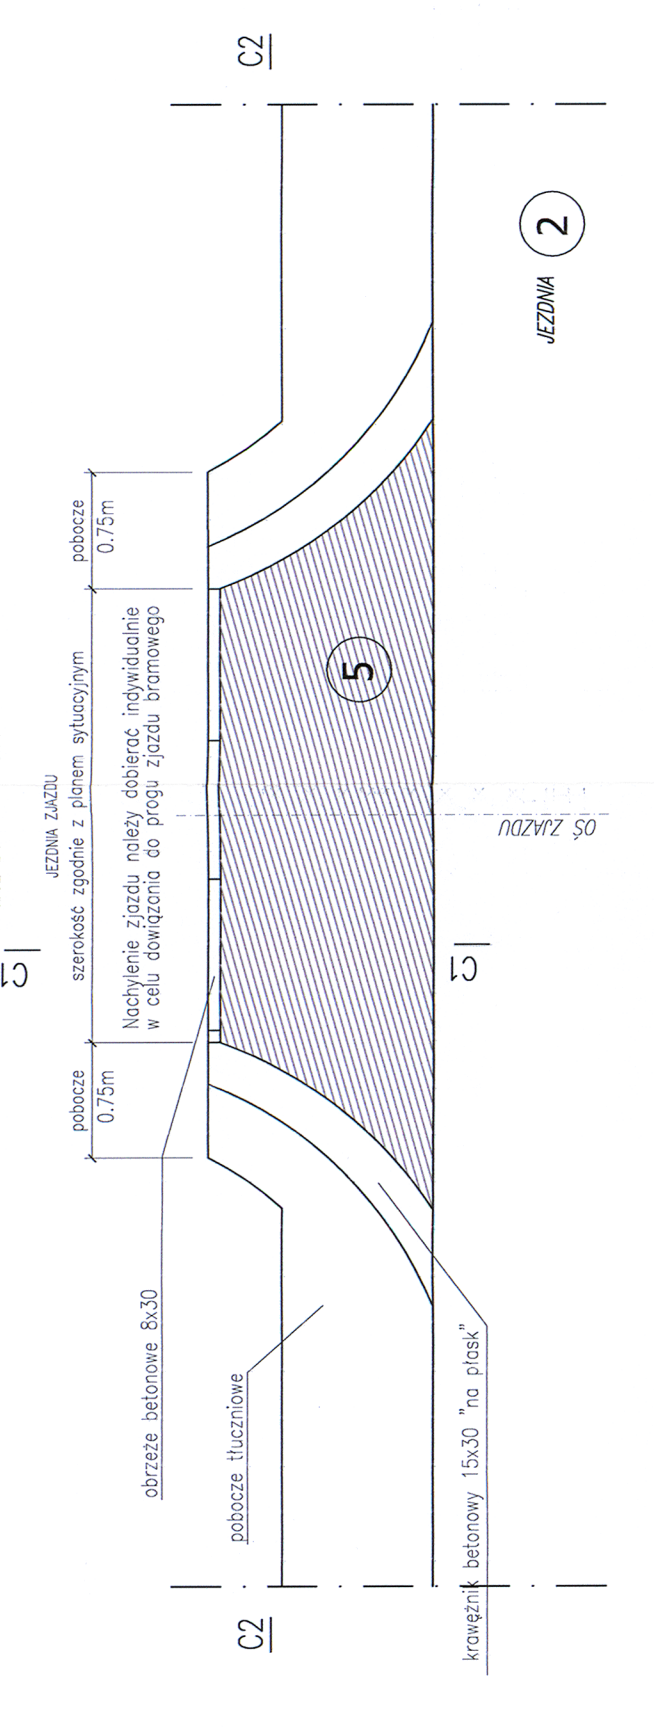 C1
JEZDNIA ZJAZDU
pobocze
szerokość zgodnie z planem sytuacyjnym
pobocze
0.75m
0.75m
Nachylenie zjazdu należy dobierać indywidualnie
w celu dowiązania do progu zjazdu bramowego
obrzeże betonowe 8x30
pobocze tłuczniowe
C2
C2
5
C1
krawężnik betonowy 15x30 "na płask"
JEZDNIA 2
OŚ ZJAZDU